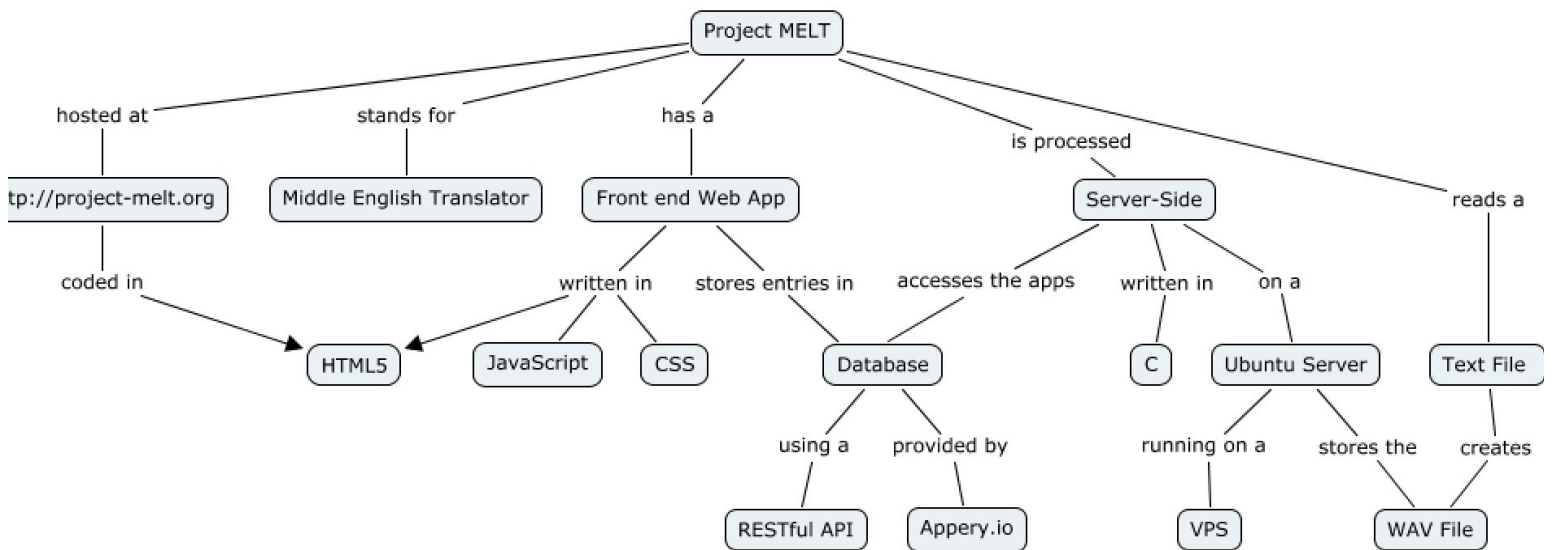 Project MELT
hosted at
stands for
has a
is processed
tp://project-melt.org
Middle English Translator
Front end Web App
Server-Side
reads a
coded in
written in
stores entries in
accesses the apps
written in
on a
HTML5
JavaScript
CSS
Database
C
Ubuntu Server
Text File
using a
provided by
running on a
stores the
creates
RESTful API
Appery.io
VPS
WAV File